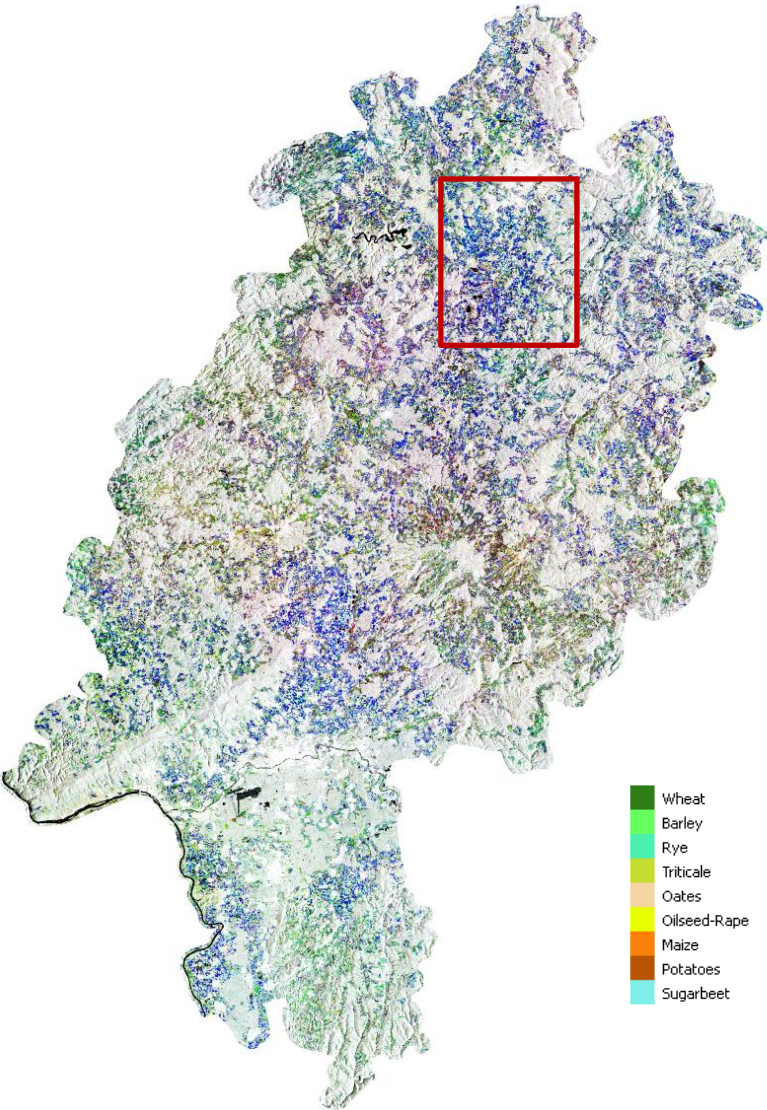 Wheat
Barley
Rye
Triticale
Oates
Oilseed-Rape
Maize
Potatoes
Sugarbeet